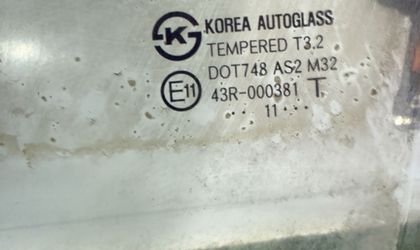 KOREA AUTOGLASS
TEMPERED T3.2
DOT748 AS2 M32
E11 43R-000381 T
·· 11 ····